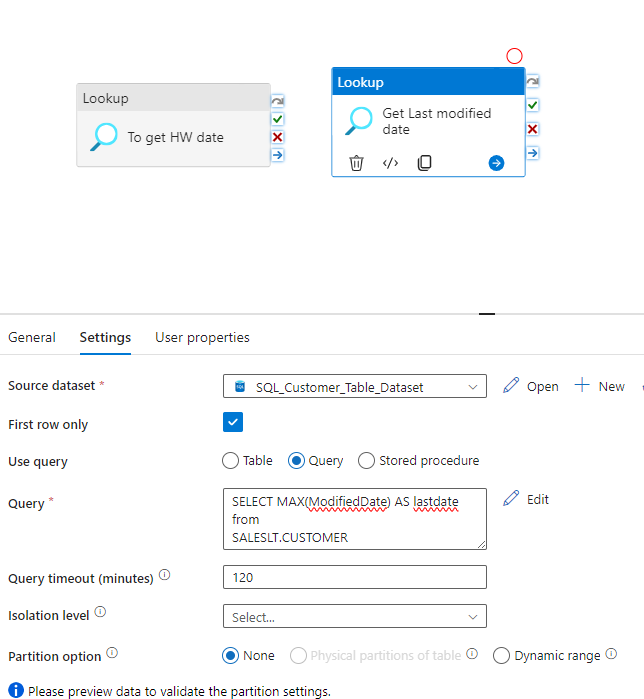 Lookup
To get HW date
Lookup
Get Last modified
date
General
Settings
User properties
Source dataset *
SQL_Customer_Table_Dataset
Open
New
First row only
Use query
Table
Query
Stored procedure
Query *
SELECT MAX(ModifiedDate) AS lastdate
from
SALESLT.CUSTOMER
Edit
Query timeout (minutes)
120
Isolation level
Select...
Partition option
None
Physical partitions of table
Dynamic range
Please preview data to validate the partition settings.